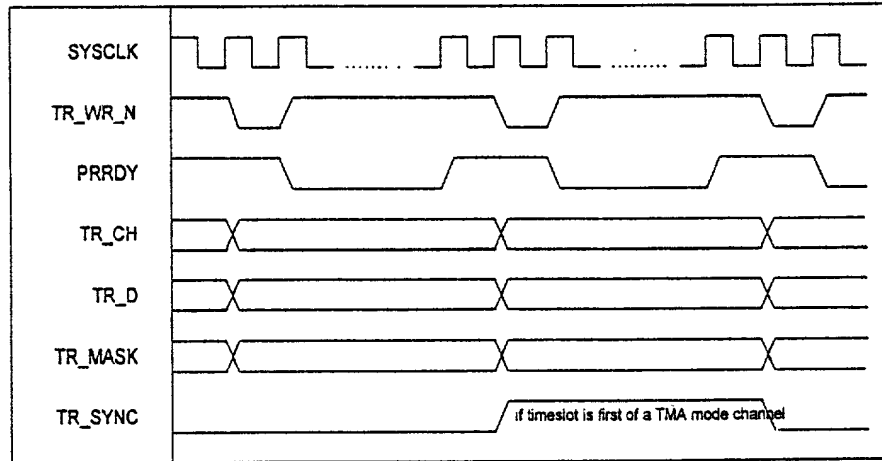 SYSCLK
TR_WR_N
PRRDY
TR_CH
TR_D
TR_MASK
TR_SYNC
if timeslot is first of a TMA mode channel